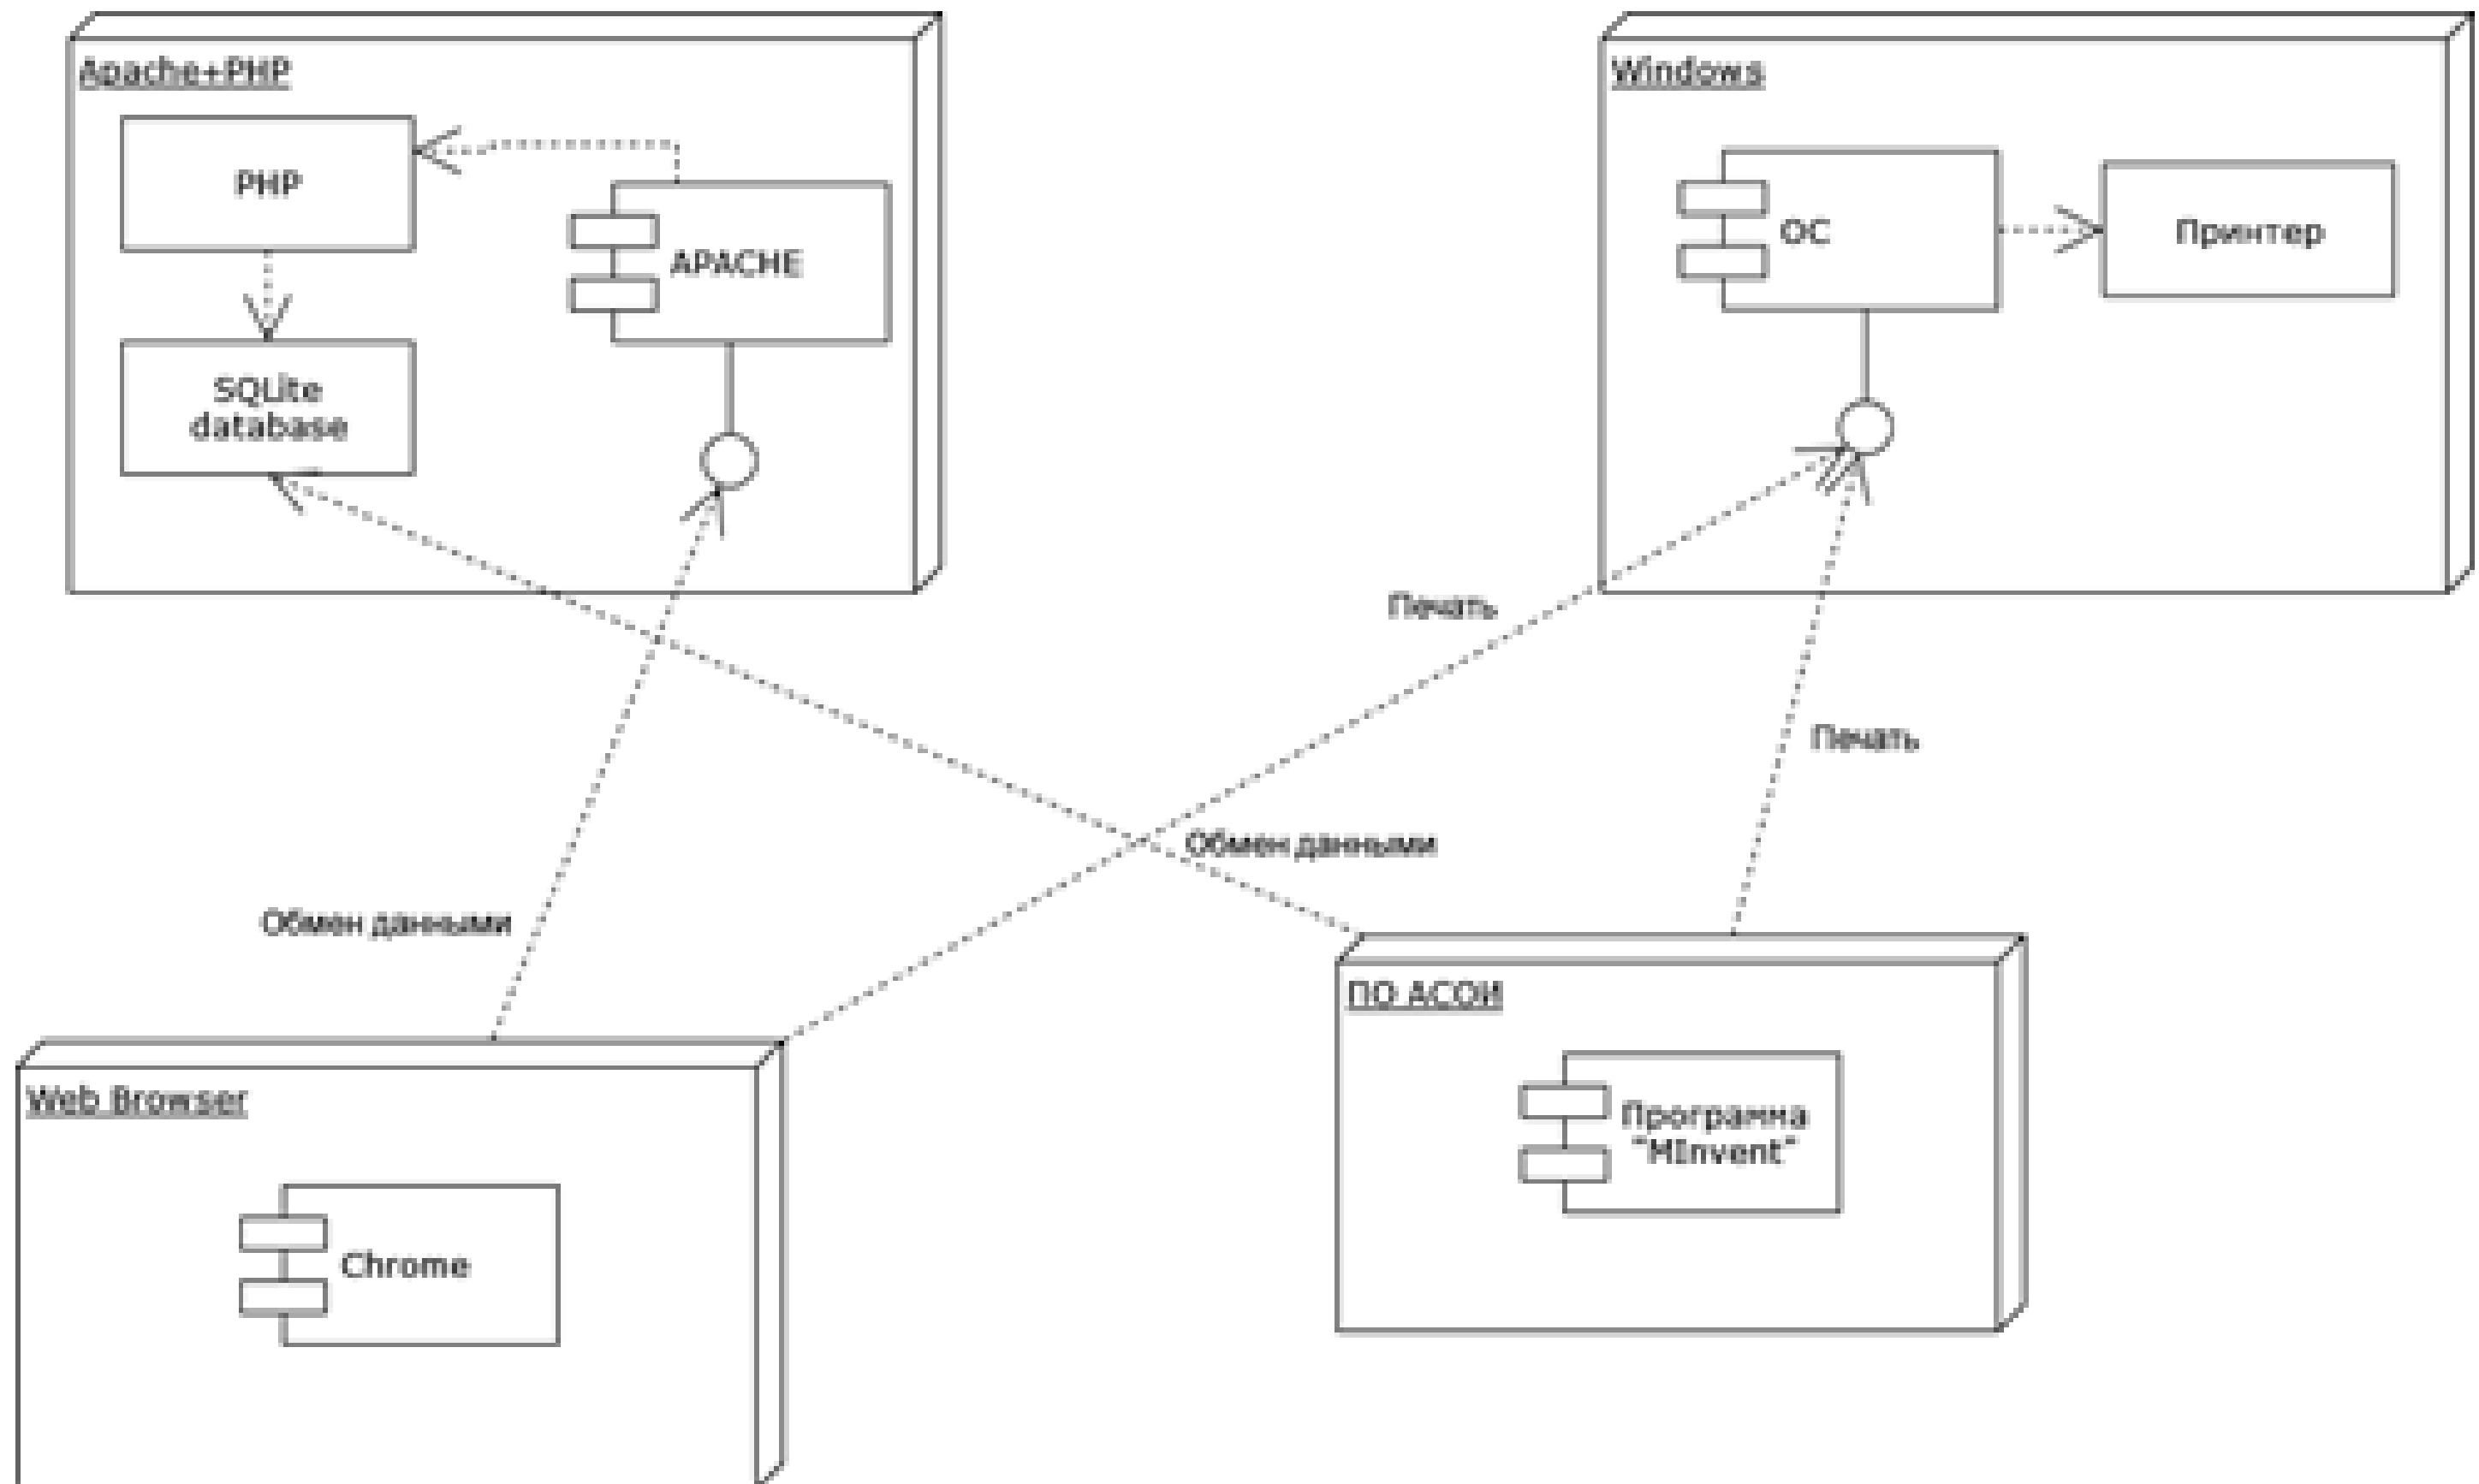 Apache+PHP
PHP
APACHE
SQLite
database
Windows
ОС
Принтер
Печать
Печать
Обмен данными
Обмен данными
Web Browser
Chrome
ПО АСОИ
Программа
"MInvent"